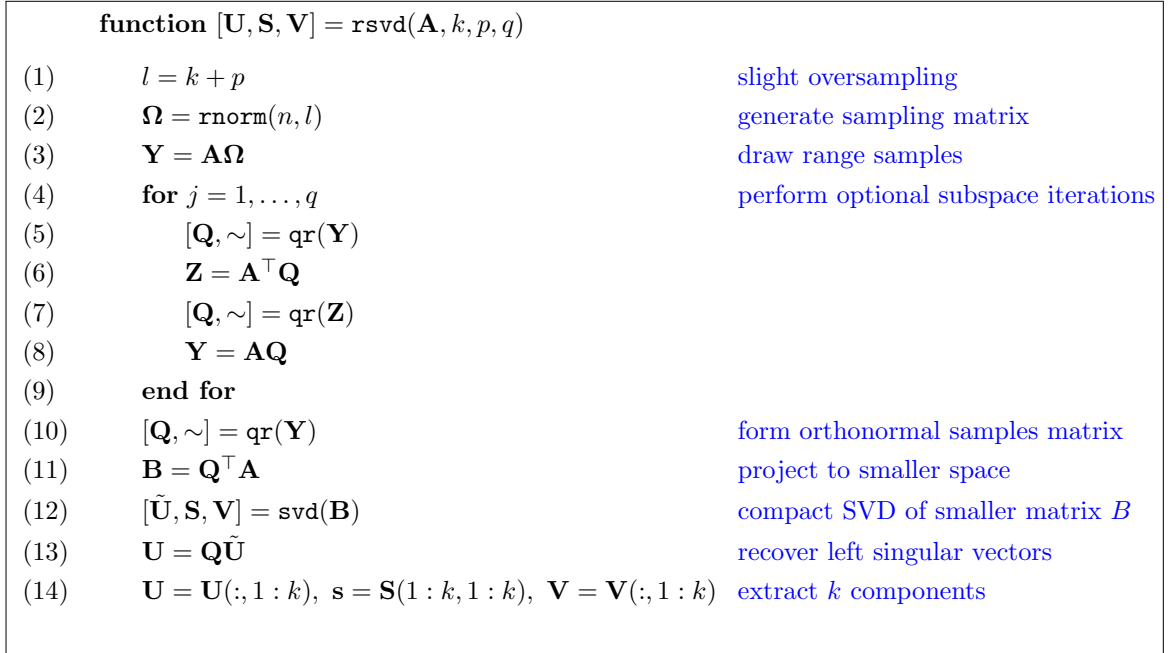 function [U, S, V] = rsvd(A, k, p, q)
(1) l = k + p slight oversampling
(2) Ω = rnorm(n, l) generate sampling matrix
(3) Y = AΩ draw range samples
(4) for j = 1, . . . , q perform optional subspace iterations
(5) [Q, ∼] = qr(Y)
(6) Z = A⊤Q
(7) [Q, ∼] = qr(Z)
(8) Y = AQ
(9) end for
(10) [Q, ∼] = qr(Y) form orthonormal samples matrix
(11) B = Q⊤A project to smaller space
(12) [Ũ, S, V] = svd(B) compact SVD of smaller matrix B
(13) U = QŨ recover left singular vectors
(14) U = U(:, 1 : k), s = S(1 : k, 1 : k), V = V(:, 1 : k) extract k components